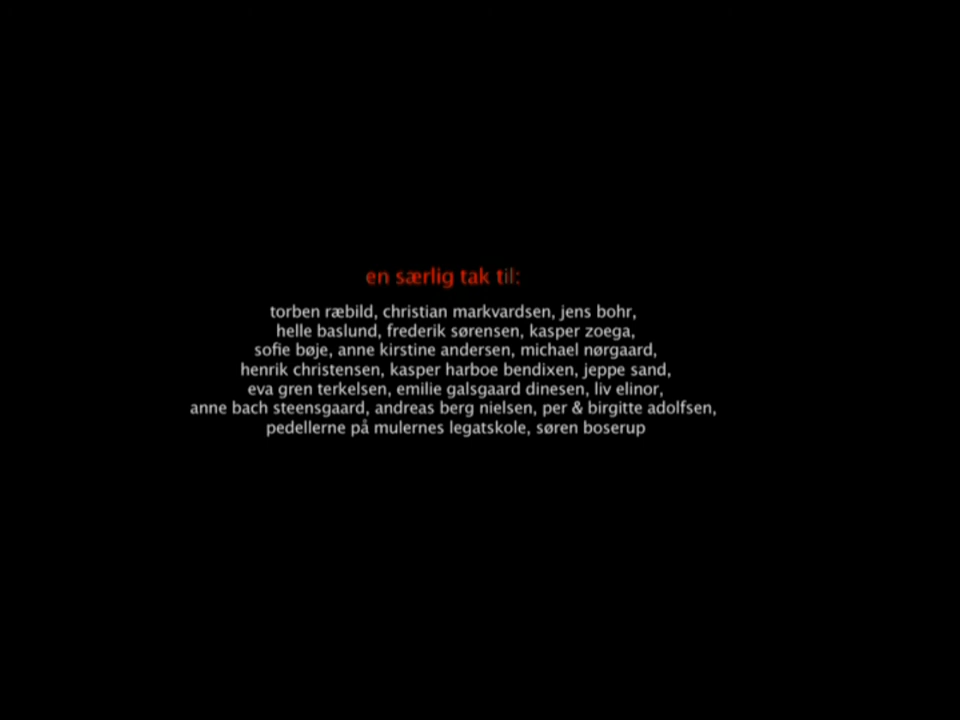 en særlig tak til:
torben ræbild, christian markvardsen, jens bohr,
helle baslund, frederik sørensen, kasper zoega,
sofie bøje, anne kirstine andersen, michael nørgaard,
henrik christensen, kasper harboe bendixen, jeppe sand,
eva gren terkelsen, emilie galsgaard dinesen, liv elinor,
anne bach steensgaard, andreas berg nielsen, per & birgitte adolfsen,
pedellerne på mulernes legatskole, søren boserup